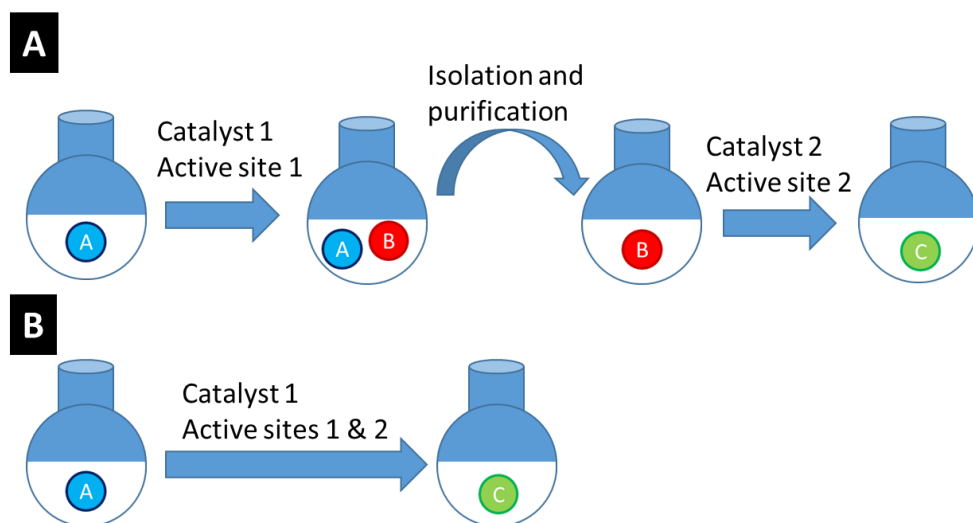 A
Isolation and
purification
Catalyst 1
Active site 1
Catalyst 2
Active site 2
A
A B
B
C
B
Catalyst 1
Active sites 1 & 2
A
C